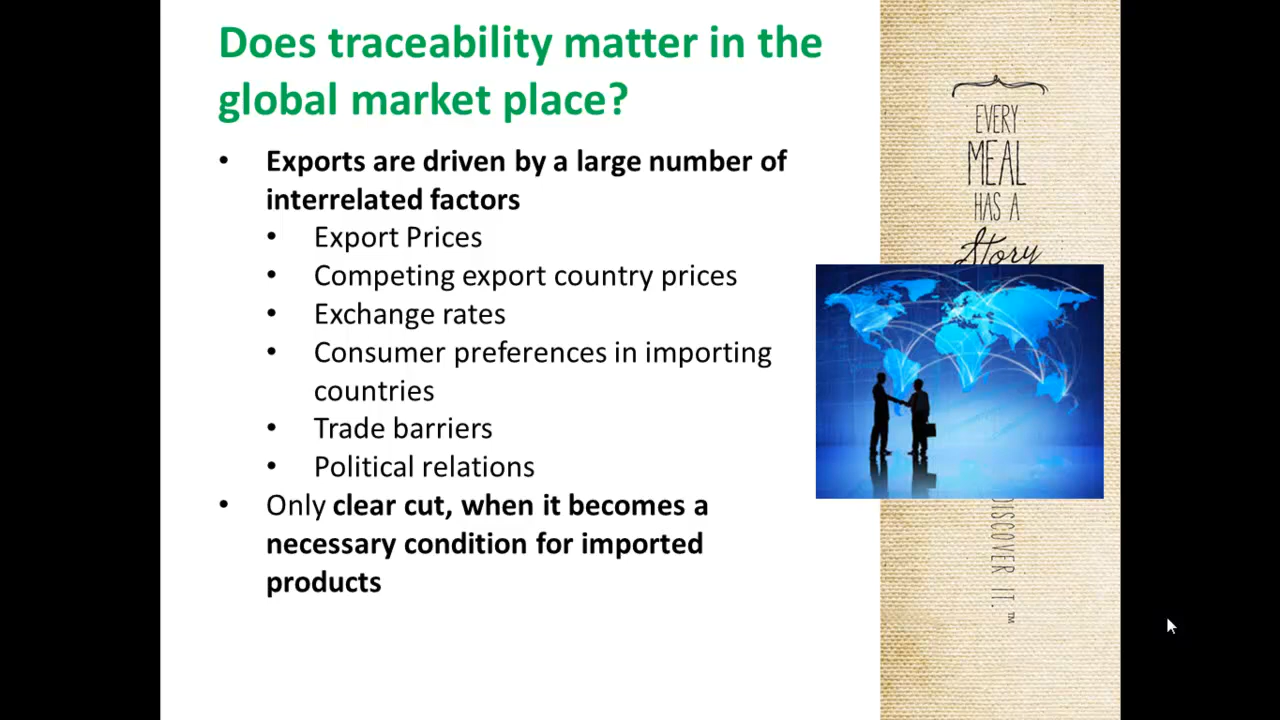 Does traceability matter in the
global market place?
• Exports are driven by a large number of
interrelated factors
• Export Prices
• Competing export country prices
• Exchange rates
• Consumer preferences in importing
countries
• Trade barriers
• Political relations
• Only clear cut, when it becomes a
necessary condition for imported
products
EVERY
MEAL
HAS A
Story
DISCOVER IT.™